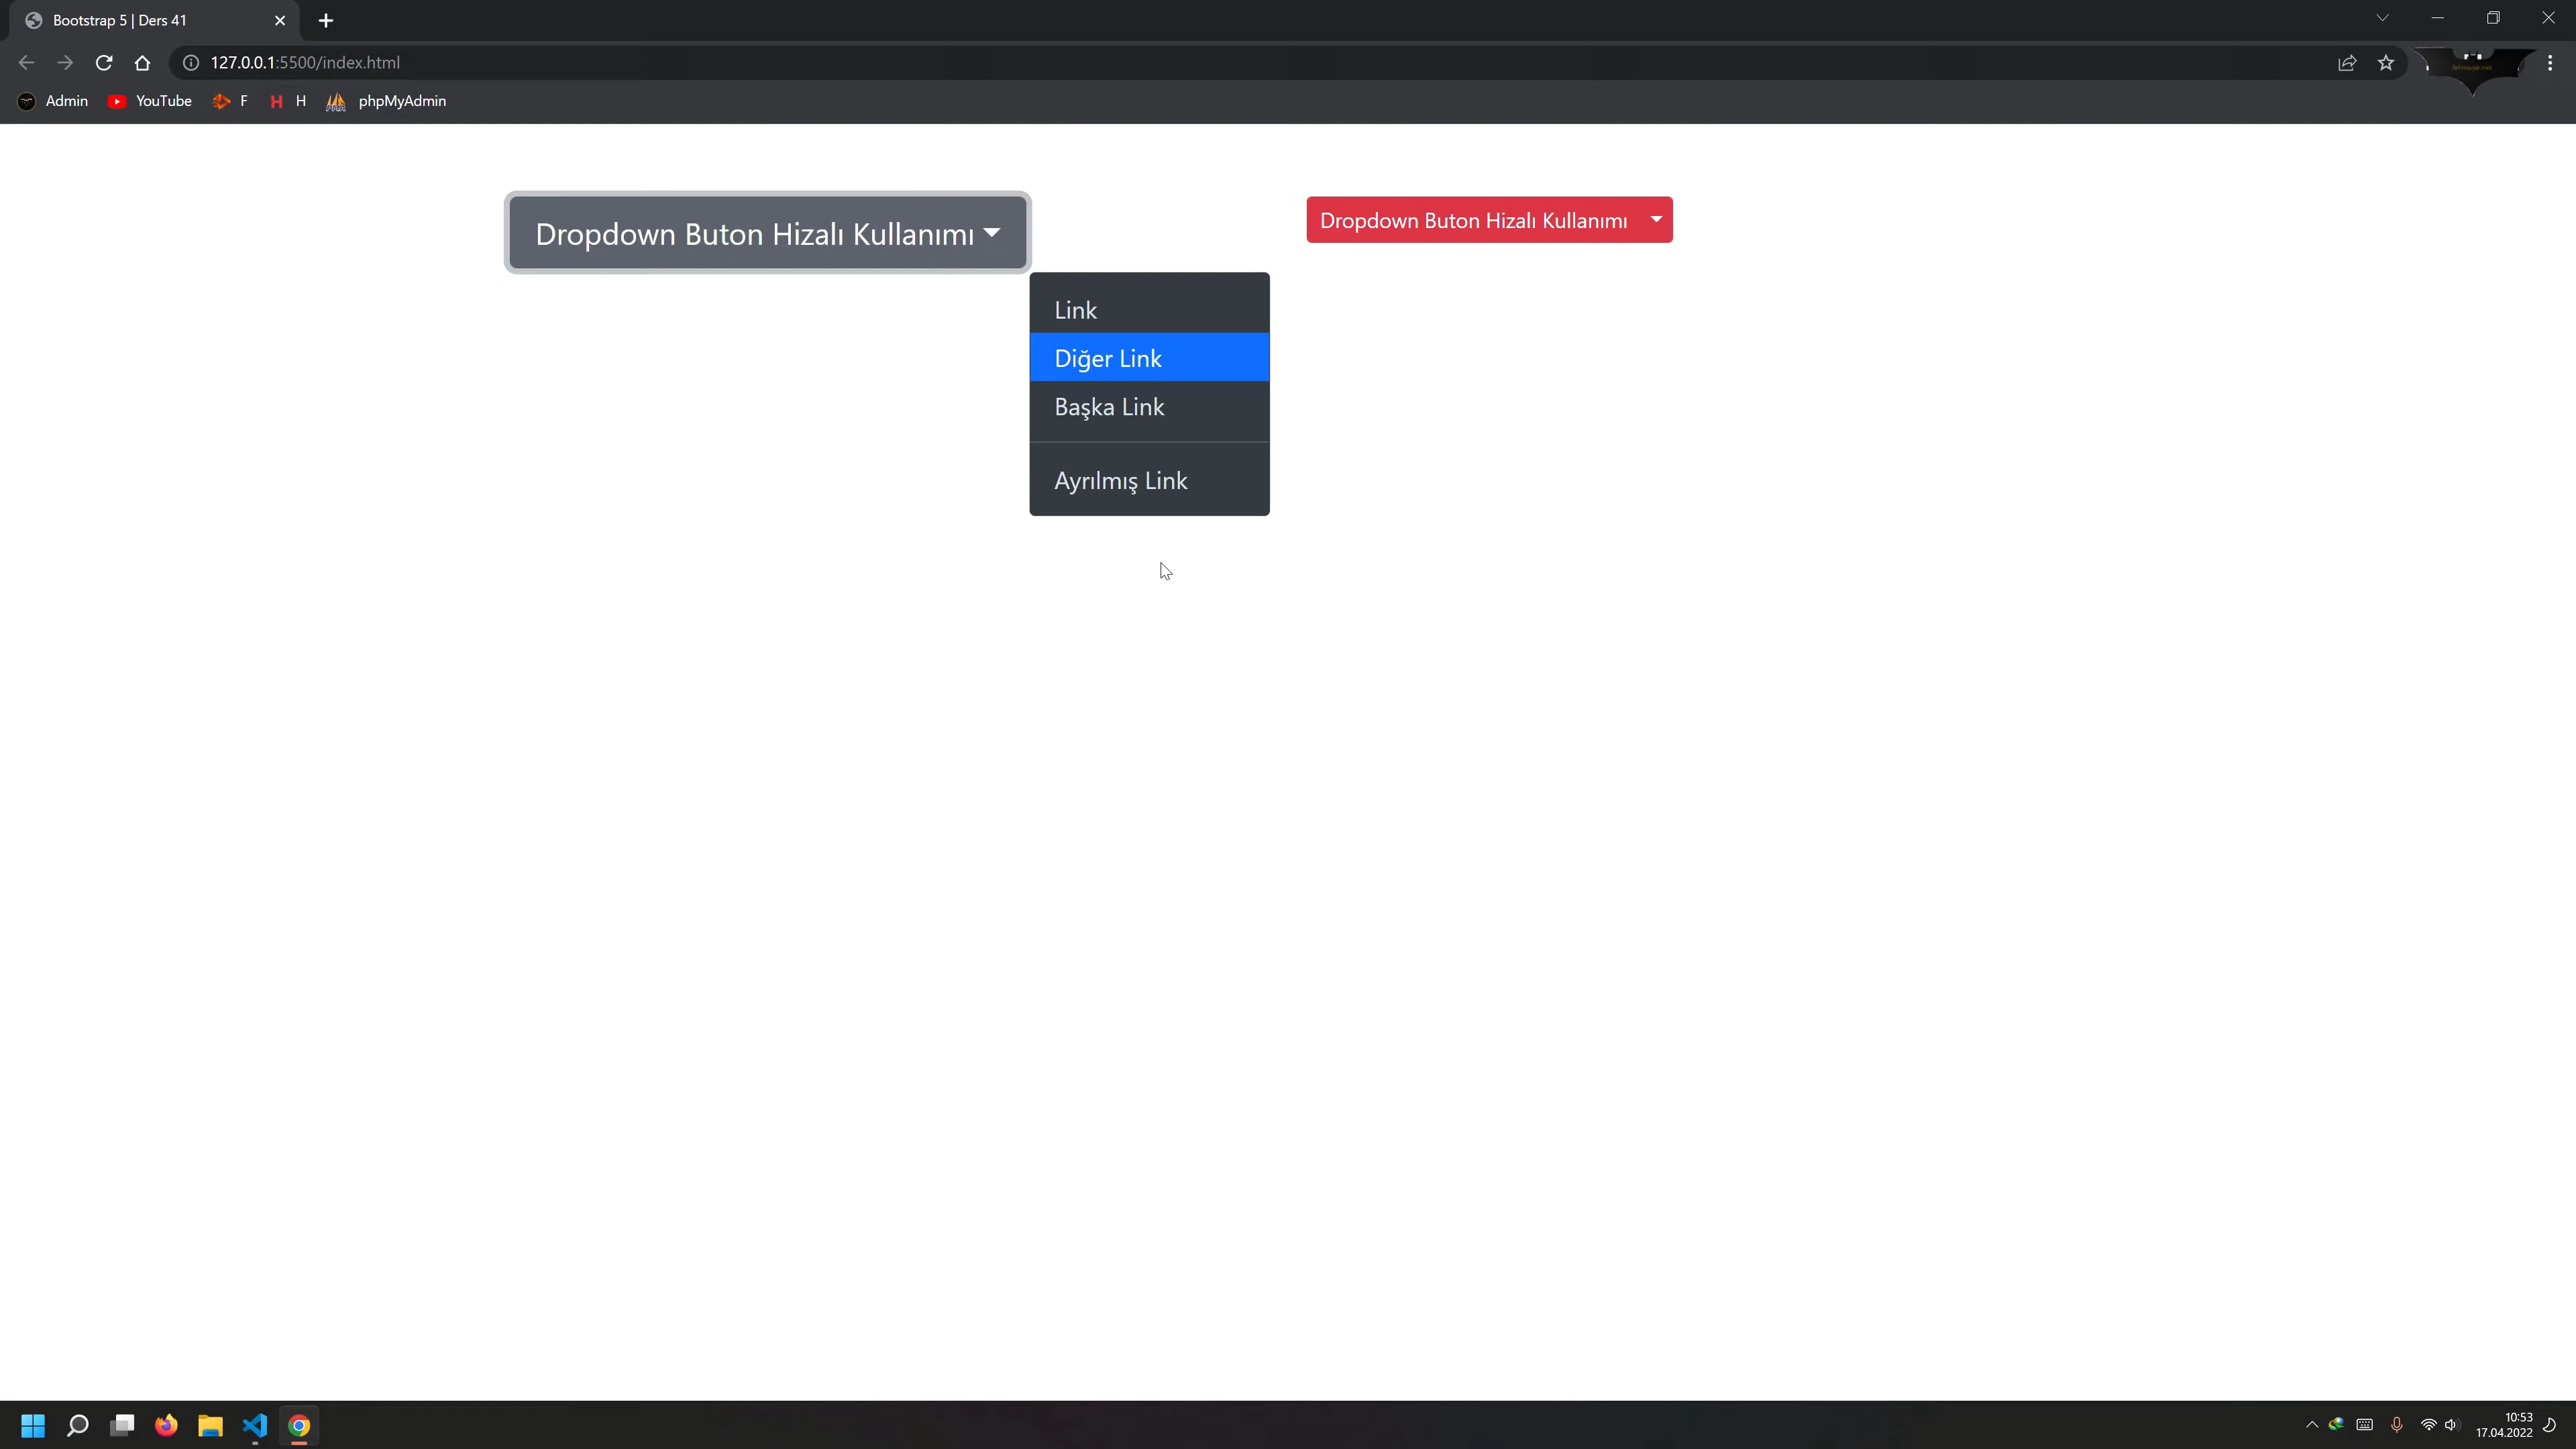 Bootstrap 5 | Ders 41
127.0.0.1:5500/index.html
Admin YouTube F H phpMyAdmin
Dropdown Buton Hizalı Kullanımı
Dropdown Buton Hizalı Kullanımı
Link
Diğer Link
Başka Link
Ayrılmış Link
10:53
17.04.2022